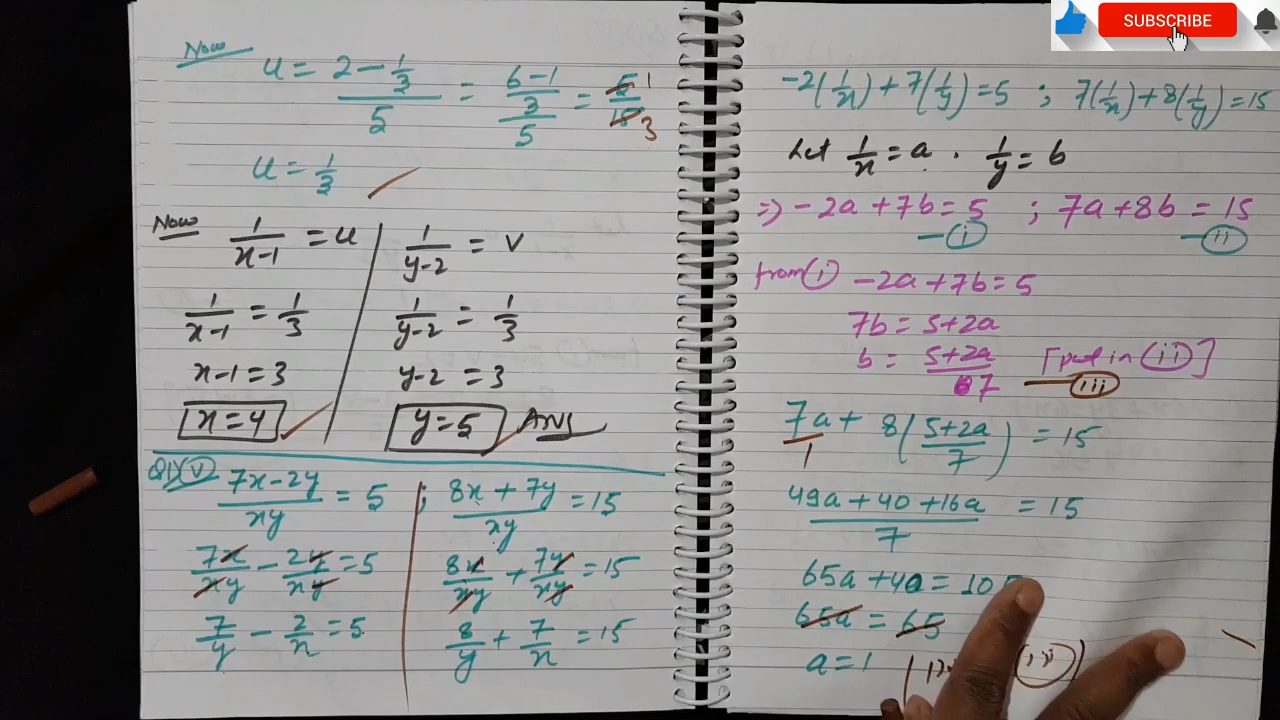 Now
u = 2 - 1/3 / 5 = 6-1/3 / 5 = 5/15 1 3
u = 1/3
Now 1/x-1 = u 1/y-2 = v
1/x-1 = 1/3 1/y-2 = 1/3
x-1 = 3 y-2 = 3
x = 4 y = 5 Ans
Q1(v) 7x-2y/xy = 5 ; 8x+7y/xy = 15
7x/xy - 2y/xy = 5 8x/xy + 7y/xy = 15
7/y - 2/x = 5 8/y + 7/x = 15
SUBSCRIBE
-2(1/x) + 7(1/y) = 5 ; 7(1/x) + 8(1/y) = 15
Let 1/x = a . 1/y = b
=> -2a + 7b = 5 ; 7a + 8b = 15
(i) (ii)
from (i) -2a + 7b = 5
7b = 5+2a
b = 5+2a/7 [put in (ii)]
(iii)
7a/1 + 8(5+2a/7) = 15
49a + 40 + 16a/7 = 15
65a + 40 = 105
65a = 65
a = 1